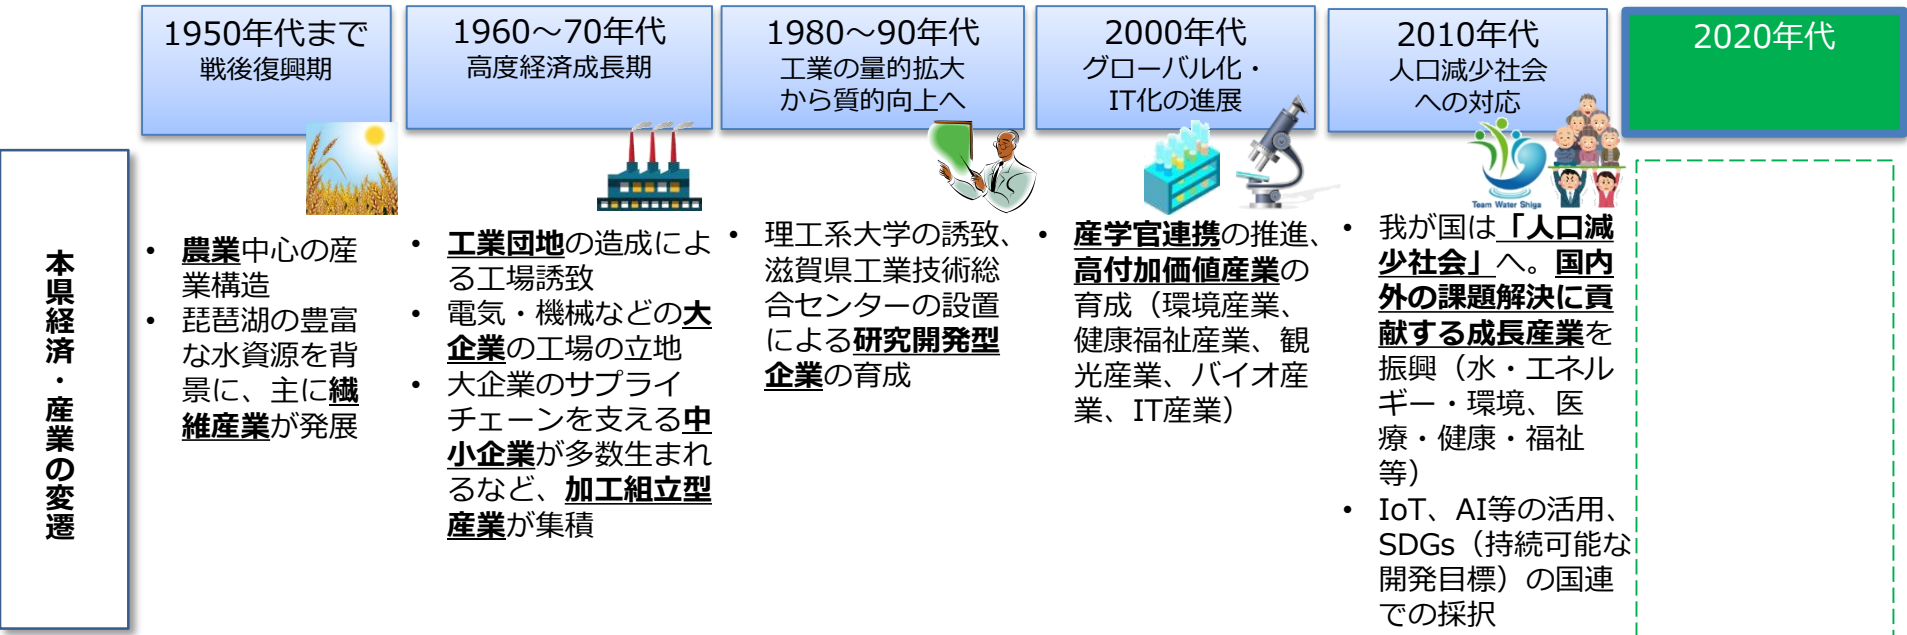 1950年代まで
戦後復興期
1960～70年代
高度経済成長期
1980～90年代
工業の量的拡大
から質的向上へ
2000年代
グローバル化・
IT化の進展
2010年代
人口減少社会
への対応
2020年代
本県経済・産業の変遷
• 農業中心の産
業構造
• 琵琶湖の豊富
な水資源を背
景に、主に繊
維産業が発展
• 工業団地の造成によ
る工場誘致
• 電気・機械などの大
企業の工場の立地
• 大企業のサプライ
チェーンを支える中
小企業が多数生まれ
るなど、加工組立型
産業が集積
• 理工系大学の誘致、
滋賀県工業技術総
合センターの設置
による研究開発型
企業の育成
• 産学官連携の推進、
高付加価値産業の
育成（環境産業、
健康福祉産業、観
光産業、バイオ産
業、IT産業）
Team Water Shiga
• 我が国は「人口減
少社会」へ。国内
外の課題解決に貢
献する成長産業を
振興（水・エネル
ギー・環境、医
療・健康・福祉
等）
• IoT、AI等の活用、
SDGs（持続可能な
開発目標）の国連
での採択